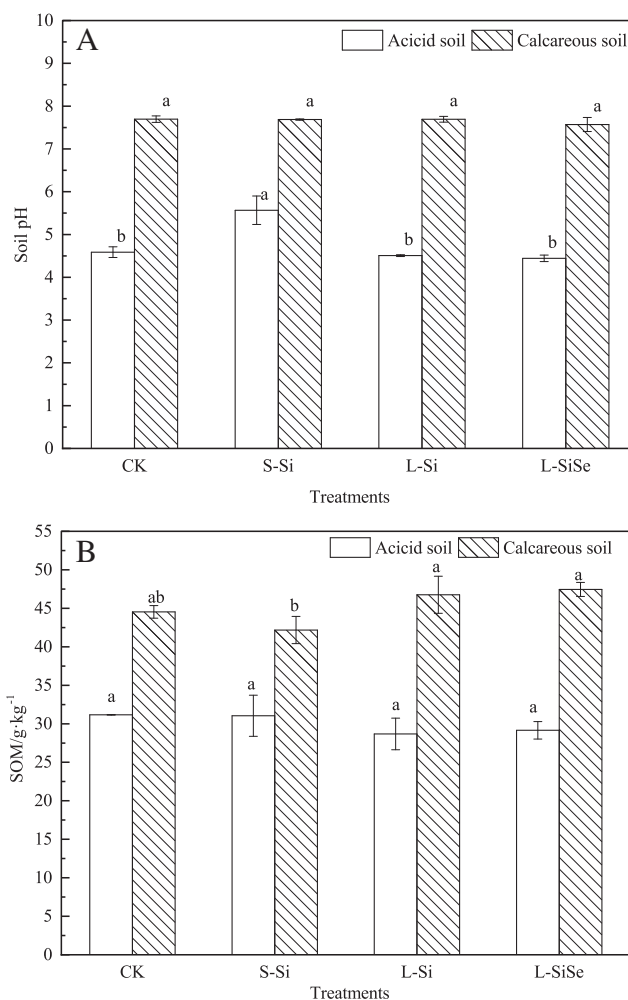 A
Acicid soil Calcareous soil
10
9
8
7
6
5
4
3
2
1
0
Soil pH
b a a a b a b a
CK S-Si L-Si L-SiSe
Treatments
B
Acicid soil Calcareous soil
55
50
45
40
35
30
25
20
15
10
5
0
SOM/g·kg⁻¹
a ab a b a a a a
CK S-Si L-Si L-SiSe
Treatments